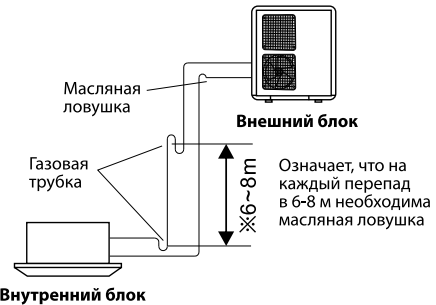 Масляная
ловушка
Внешний блок
Газовая
трубка
※6~8m
Означает, что на
каждый перепад
в 6-8 м необходима
масляная ловушка
Внутренний блок